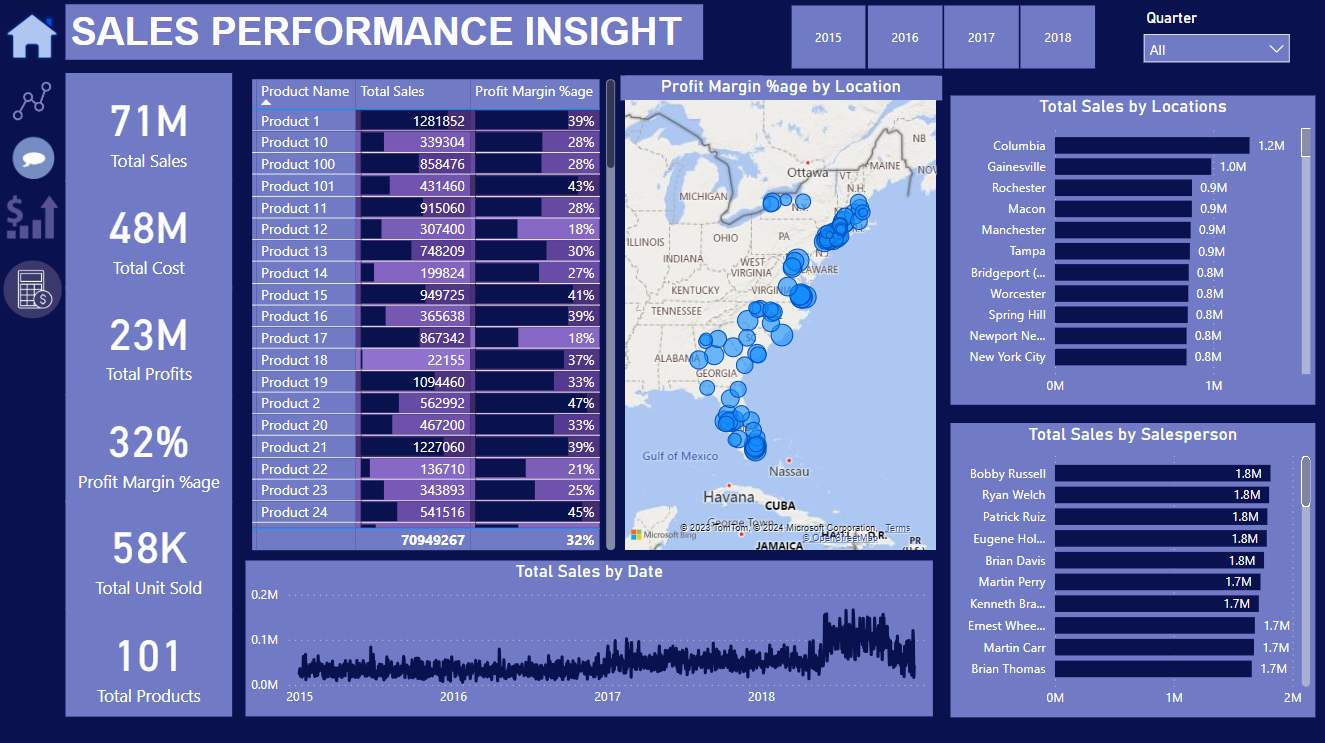 SALES PERFORMANCE INSIGHT
2015 2016 2017 2018
Quarter
All
71M
Total Sales
48M
Total Cost
23M
Total Profits
32%
Profit Margin %age
58K
Total Unit Sold
101
Total Products
Product Name Total Sales Profit Margin %age
Product 1 1281852 39%
Product 10 339304 28%
Product 100 858476 28%
Product 101 431460 43%
Product 11 915060 28%
Product 12 307400 18%
Product 13 748209 30%
Product 14 199824 27%
Product 15 949725 41%
Product 16 365638 39%
Product 17 867342 18%
Product 18 22155 37%
Product 19 1094460 33%
Product 2 562992 47%
Product 20 467200 33%
Product 21 1227060 39%
Product 22 136710 21%
Product 23 343893 25%
Product 24 541516 45%
70949267 32%
Profit Margin %age by Location
NB
Ottawa
MAINE
VT.
NOV
N.H.
MICHIGAN
N.Y.
ILLINOIS
OHIO
PA
N.J.
INDIANA
WEST
VIRGINIA
LAWARE
KENTUCKY
VIRGINIA
TENNESSEE
SC
ALABAMA
GEORGIA
Gulf of Mexico
Nassau
Havana
CUBA
George Town
© 2023 TomTom, © 2024 Microsoft Corporation, Terms
Microsoft Bing
© OpenStreetMap
HAITI
D.R.
JAMAICA
PR
(U.S.)
Total Sales by Locations
Columbia 1.2M
Gainesville 1.0M
Rochester 0.9M
Macon 0.9M
Manchester 0.9M
Tampa 0.9M
Bridgeport (... 0.8M
Worcester 0.8M
Spring Hill 0.8M
Newport Ne... 0.8M
New York City 0.8M
0M 1M
Total Sales by Salesperson
Bobby Russell 1.8M
Ryan Welch 1.8M
Patrick Ruiz 1.8M
Eugene Hol... 1.8M
Brian Davis 1.8M
Martin Perry 1.7M
Kenneth Bra... 1.7M
Ernest Whee... 1.7M
Martin Carr 1.7M
Brian Thomas 1.7M
0M 1M 2M
Total Sales by Date
0.2M
0.1M
0.0M
2015 2016 2017 2018